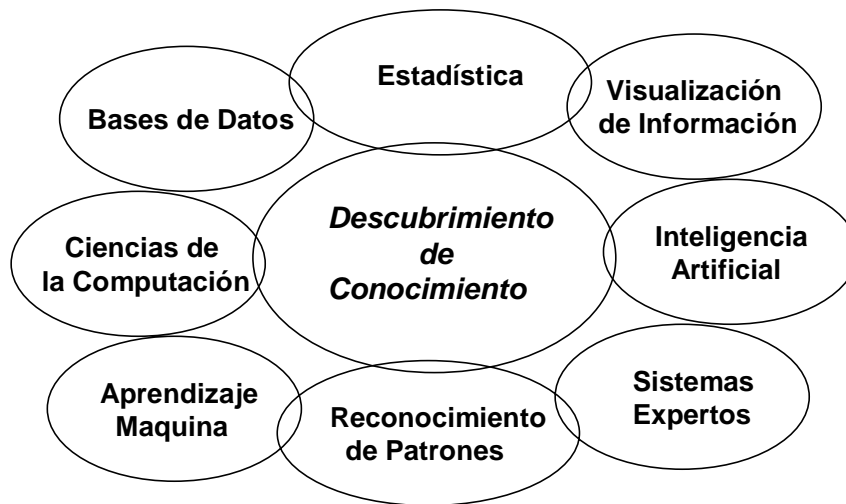 Estadística
Visualización
de Información
Bases de Datos
Descubrimiento
de
Conocimiento
Ciencias de
la Computación
Inteligencia
Artificial
Aprendizaje
Maquina
Reconocimiento
de Patrones
Sistemas
Expertos